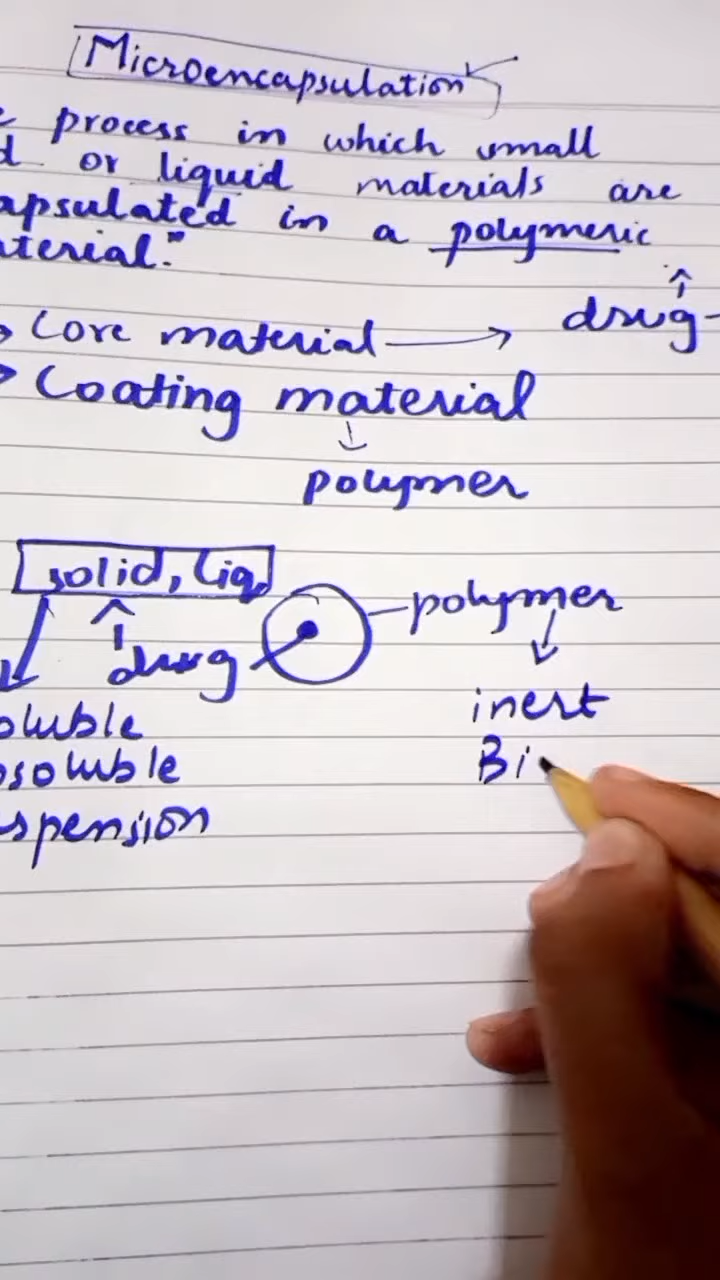 Microencapsulation
process in which small
d or liquid materials are
apsulated in a polymeric
aterial."
drug
Core material
Coating material
polymer
solid, liq.
polymer
drug
inert
oluble
Bi
soluble
spension